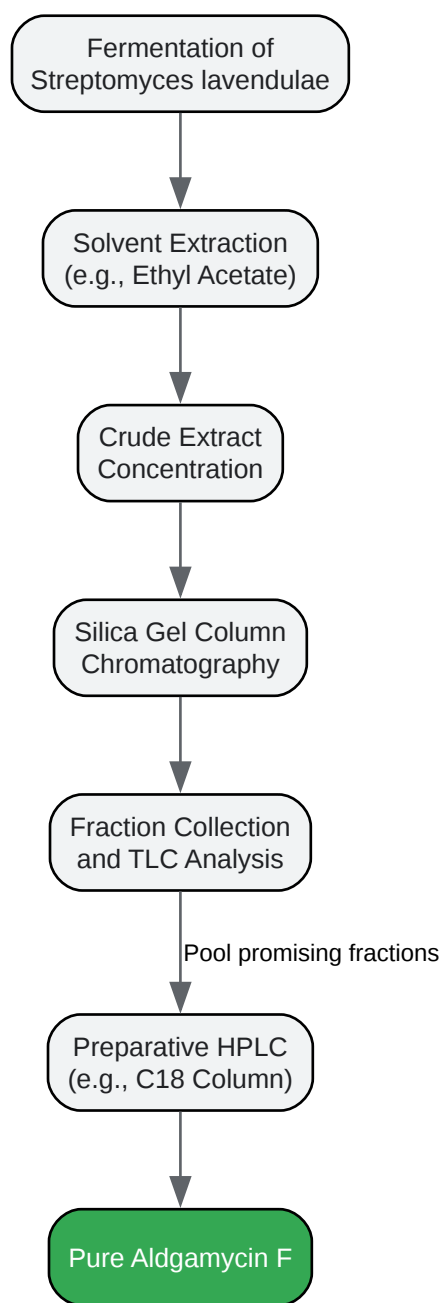 Fermentation of
Streptomyces lavendulae
Solvent Extraction
(e.g., Ethyl Acetate)
Crude Extract
Concentration
Silica Gel Column
Chromatography
Fraction Collection
and TLC Analysis
Pool promising fractions
Preparative HPLC
(e.g., C18 Column)
Pure Aldgamycin F